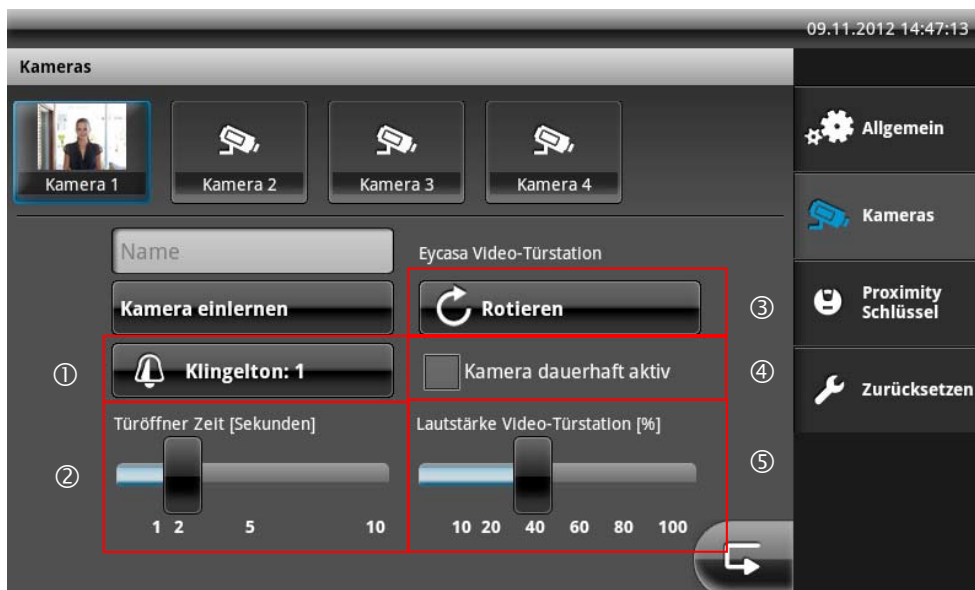 09.11.2012 14:47:13
Kameras
Kamera 1
Kamera 2
Kamera 3
Kamera 4
Name
Eycasa Video-Türstation
Kamera einlernen
Rotieren
③
①
Klingelton: 1
Kamera dauerhaft aktiv
④
Türöffner Zeit [Sekunden]
Lautstärke Video-Türstation [%]
②
⑤
1 2 5 10
10 20 40 60 80 100
Allgemein
Kameras
Proximity
Schlüssel
Zurücksetzen